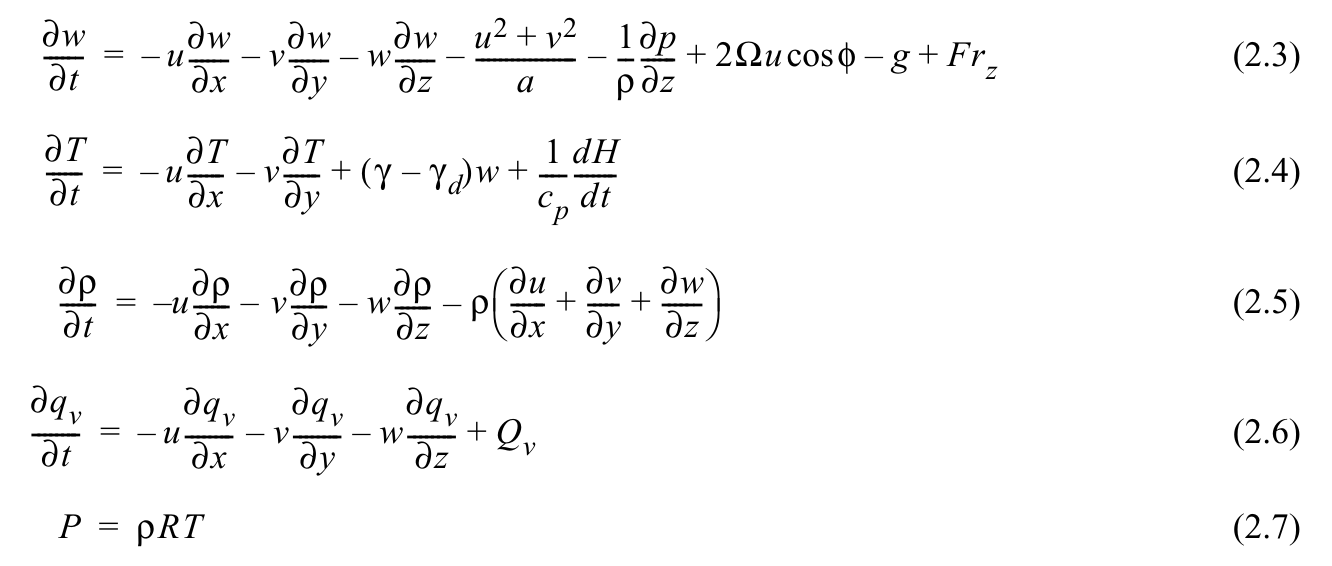 ∂w/∂t = −u ∂w/∂x − v ∂w/∂y − w ∂w/∂z − (u² + v²)/a − (1/ρ) ∂p/∂z + 2Ωu cosϕ − g + Fr_z (2.3)
∂T/∂t = −u ∂T/∂x − v ∂T/∂y + (γ − γ_d)w + (1/c_p) dH/dt (2.4)
∂ρ/∂t = −u ∂ρ/∂x − v ∂ρ/∂y − w ∂ρ/∂z − ρ(∂u/∂x + ∂v/∂y + ∂w/∂z) (2.5)
∂q_v/∂t = −u ∂q_v/∂x − v ∂q_v/∂y − w ∂q_v/∂z + Q_v (2.6)
P = ρRT (2.7)